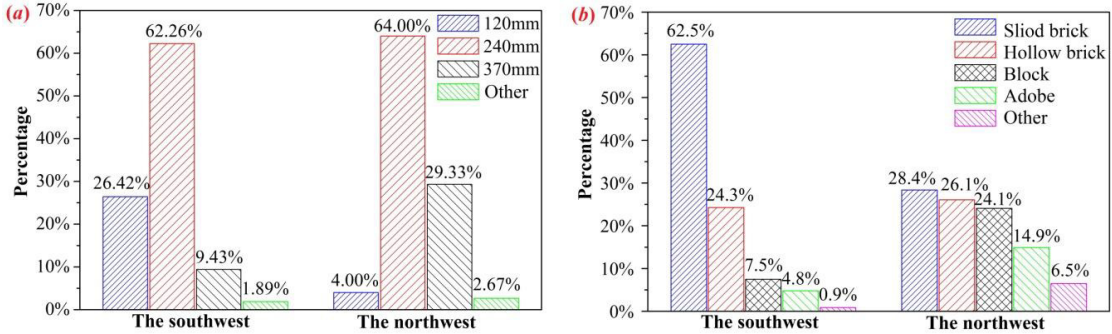 (a)
70%
60%
50%
40%
30%
20%
10%
0%
Percentage
120mm
240mm
370mm
Other
26.42%
62.26%
9.43%
1.89%
4.00%
64.00%
29.33%
2.67%
The southwest
The northwest
(b)
70%
60%
50%
40%
30%
20%
10%
0%
Percentage
Sliod brick
Hollow brick
Block
Adobe
Other
62.5%
24.3%
7.5%
4.8%
0.9%
28.4%
26.1%
24.1%
14.9%
6.5%
The southwest
The northwest